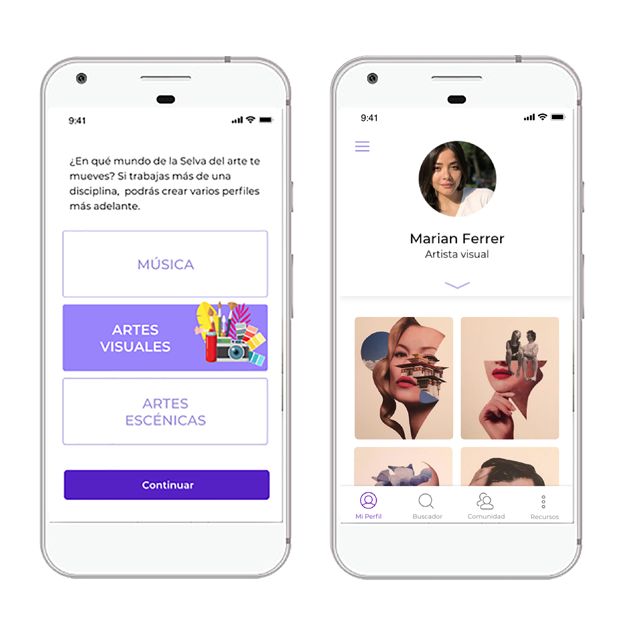 9:41
¿En qué mundo de la Selva del arte te
mueves? Si trabajas más de una
disciplina, podrás crear varios perfiles
más adelante.
MÚSICA
ARTES
VISUALES
ARTES
ESCÉNICAS
Continuar
9:41
Marian Ferrer
Artista visual
Mi Perfil
Buscador
Comunidad
Recursos